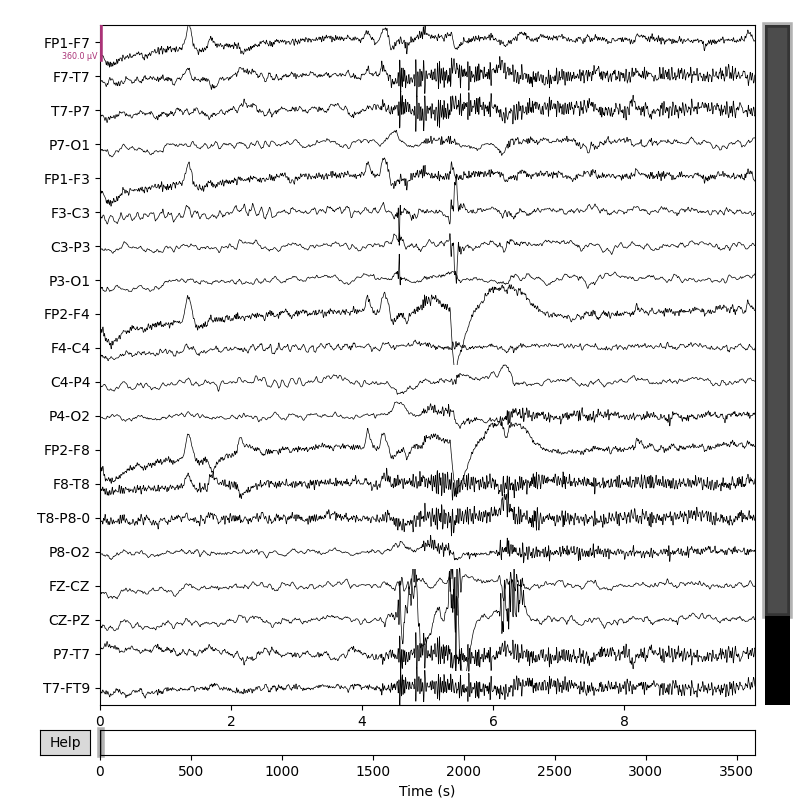 FP1-F7
360.0 µV
F7-T7
T7-P7
P7-O1
FP1-F3
F3-C3
C3-P3
P3-O1
FP2-F4
F4-C4
C4-P4
P4-O2
FP2-F8
F8-T8
T8-P8-0
P8-O2
FZ-CZ
CZ-PZ
P7-T7
T7-FT9
0 2 4 6 8
Help
0 500 1000 1500 2000 2500 3000 3500
Time (s)